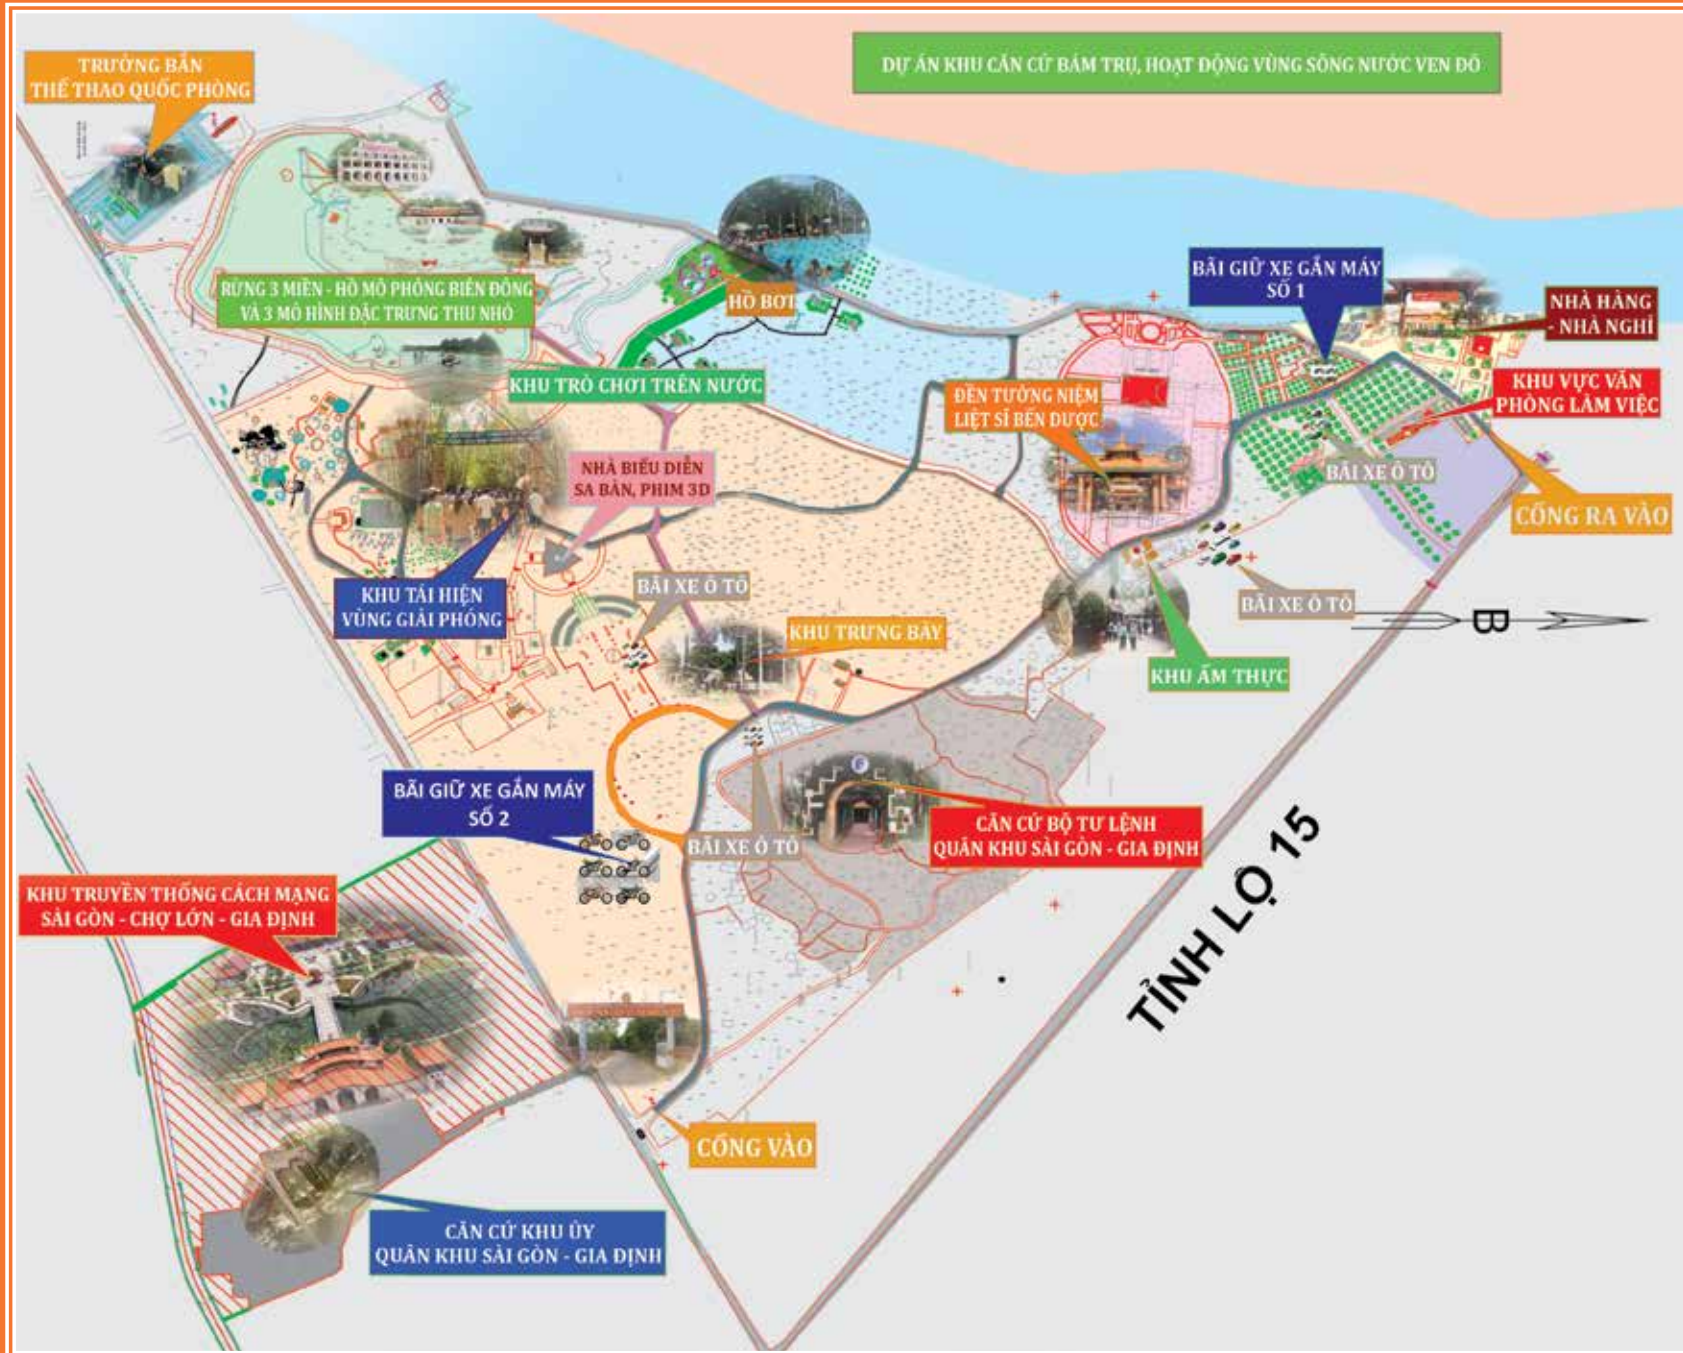 TRƯỜNG BẮN
THỂ THAO QUỐC PHÒNG
DỰ ÁN KHU CĂN CỨ BÁM TRỤ, HOẠT ĐỘNG VÙNG SÔNG NƯỚC VEN ĐÔ
BÃI GIỮ XE GẮN MÁY
SỐ 1
RỪNG 3 MIỀN - HỒ MÔ PHỎNG BIỂN ĐÔNG
VÀ 3 MÔ HÌNH ĐẶC TRƯNG THU NHỎ
HỒ BƠI
NHÀ HÀNG
- NHÀ NGHỈ
KHU TRÒ CHƠI TRÊN NƯỚC
ĐỀN TƯỞNG NIỆM
LIỆT SĨ BẾN DƯỢC
KHU VỰC VĂN
PHÒNG LÀM VIỆC
NHÀ BIỂU DIỄN
SA BÀN, PHIM 3D
BÃI XE Ô TÔ
CỔNG RA VÀO
KHU TÁI HIỆN
VÙNG GIẢI PHÓNG
BÃI XE Ô TÔ
BÃI XE Ô TÔ
B
KHU TRƯNG BÀY
KHU ẨM THỰC
BÃI GIỮ XE GẮN MÁY
SỐ 2
BÃI XE Ô TÔ
CĂN CỨ BỘ TƯ LỆNH
QUÂN KHU SÀI GÒN - GIA ĐỊNH
TỈNH LỘ 15
KHU TRUYỀN THỐNG CÁCH MẠNG
SÀI GÒN - CHỢ LỚN - GIA ĐỊNH
CỔNG VÀO
CĂN CỨ KHU ỦY
QUÂN KHU SÀI GÒN - GIA ĐỊNH